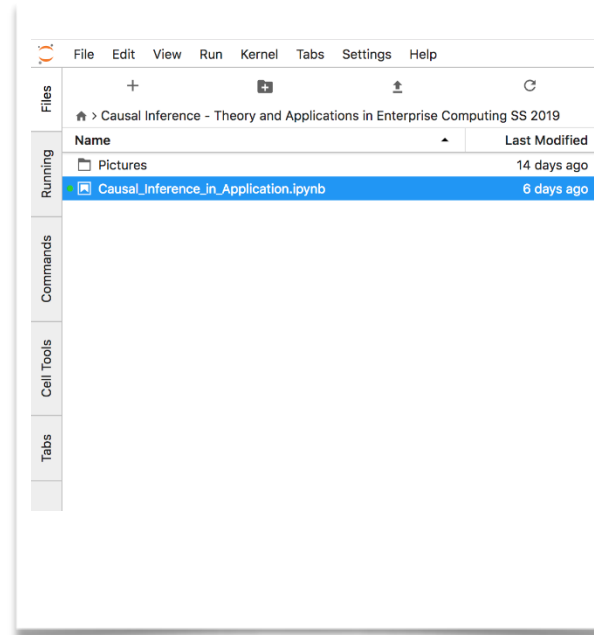 File Edit View Run Kernel Tabs Settings Help
> Causal Inference - Theory and Applications in Enterprise Computing SS 2019
Name Last Modified
Pictures 14 days ago
Causal_Inference_in_Application.ipynb 6 days ago
Files
Running
Commands
Cell Tools
Tabs